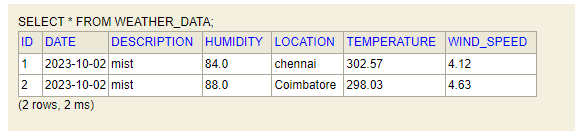 SELECT * FROM WEATHER_DATA;
ID DATE DESCRIPTION HUMIDITY LOCATION TEMPERATURE WIND_SPEED
1 2023-10-02 mist 84.0 chennai 302.57 4.12
2 2023-10-02 mist 88.0 Coimbatore 298.03 4.63
(2 rows, 2 ms)